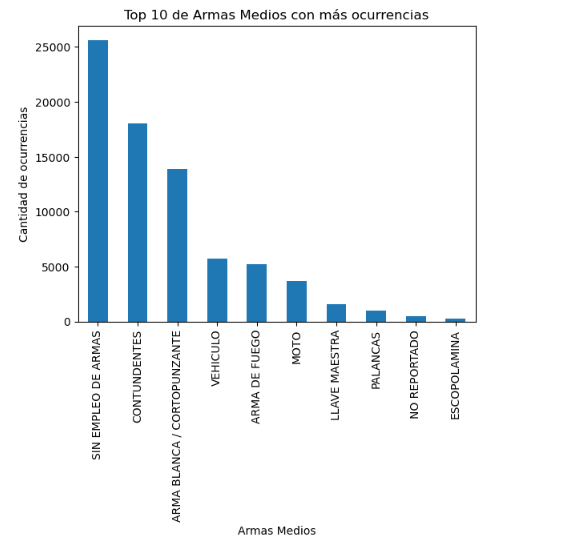 Top 10 de Armas Medios con más ocurrencias
Cantidad de ocurrencias
25000
20000
15000
10000
5000
0
SIN EMPLEO DE ARMAS
CONTUNDENTES
ARMA BLANCA / CORTOPUNZANTE
VEHICULO
ARMA DE FUEGO
MOTO
LLAVE MAESTRA
PALANCAS
NO REPORTADO
ESCOPOLAMINA
Armas Medios